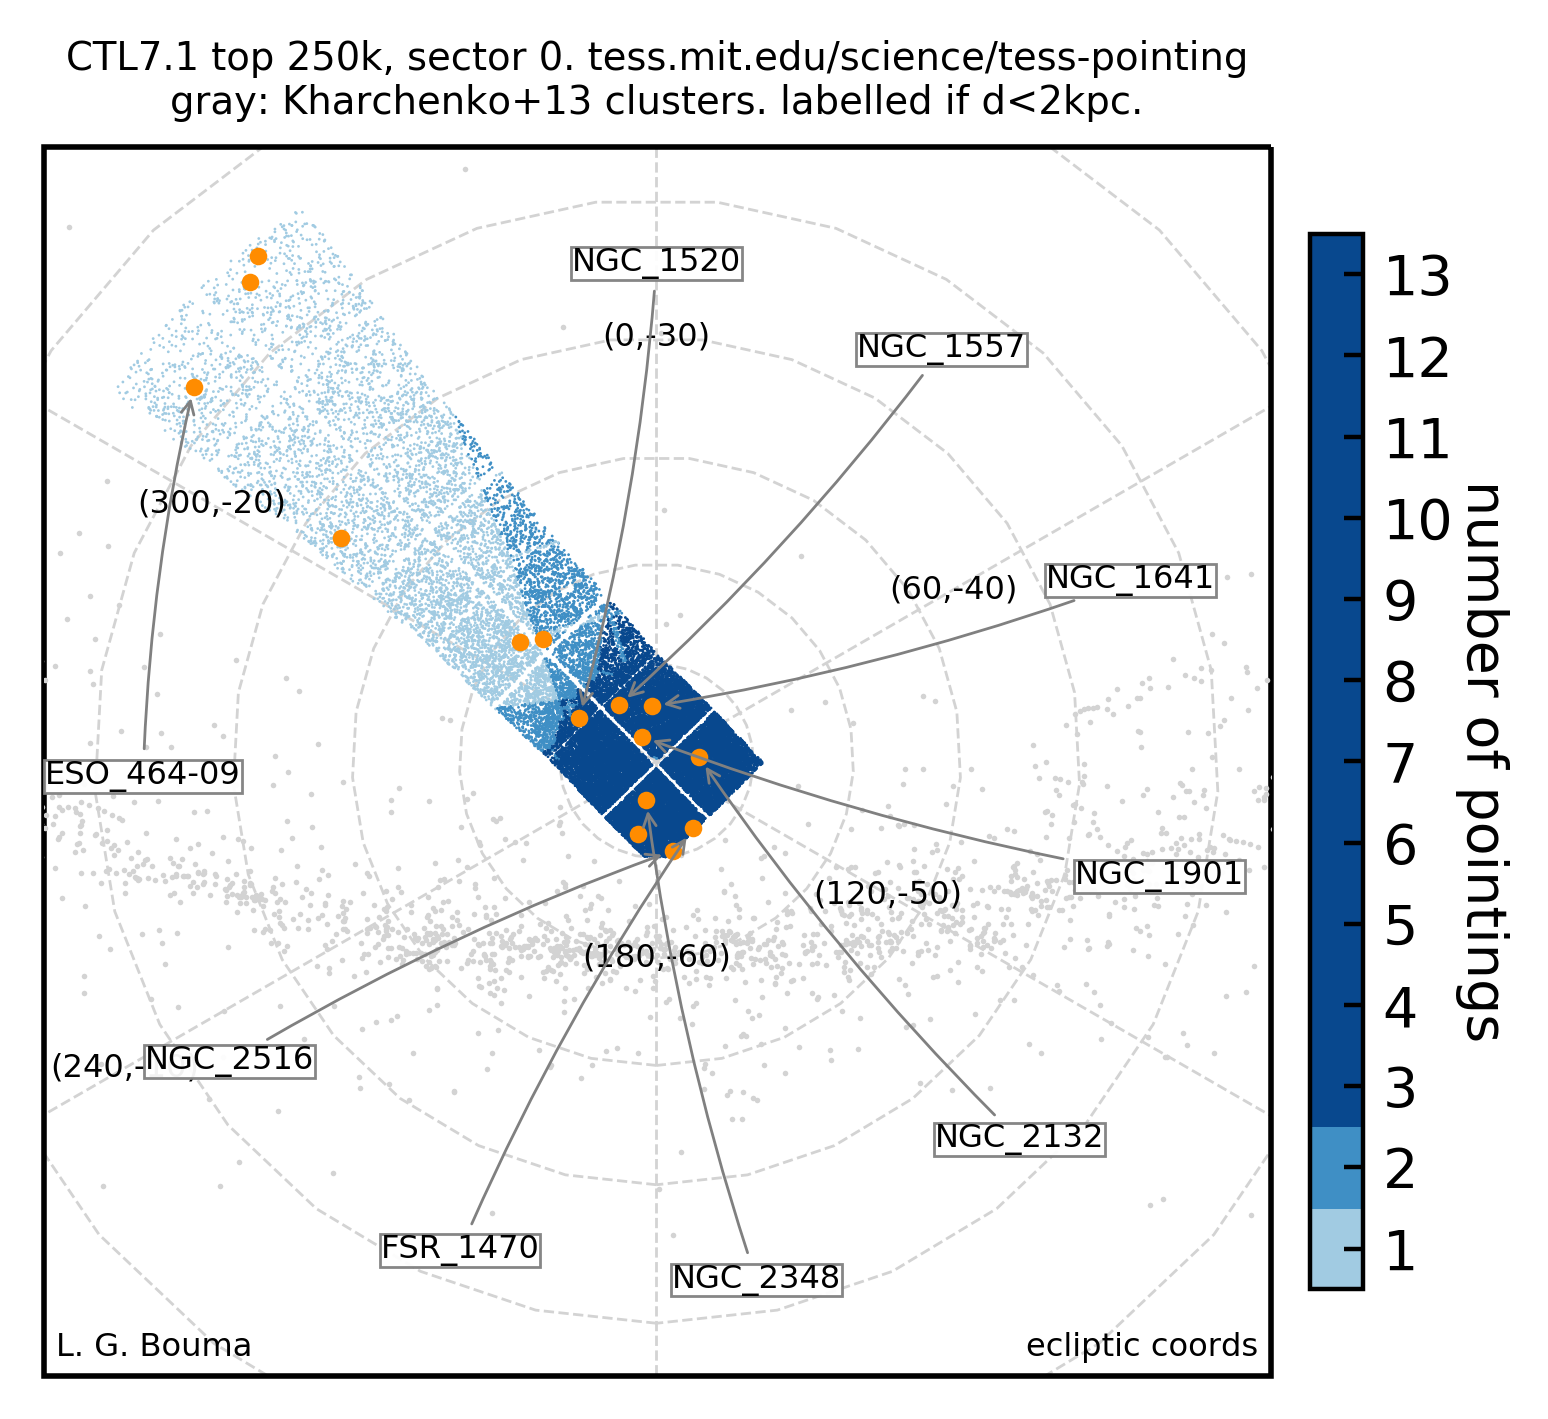 CTL7.1 top 250k, sector 0. tess.mit.edu/science/tess-pointing
gray: Kharchenko+13 clusters. labelled if d<2kpc.
NGC_1520
(0,-30)
NGC_1557
(300,-20)
(60,-40)
NGC_1641
ESO_464-09
NGC_1901
(120,-50)
(180,-60)
(240,-
NGC_2516
NGC_2132
FSR_1470
NGC_2348
L. G. Bouma
ecliptic coords
13
12
11
10
9
8
7
6
5
4
3
2
1
number of pointings